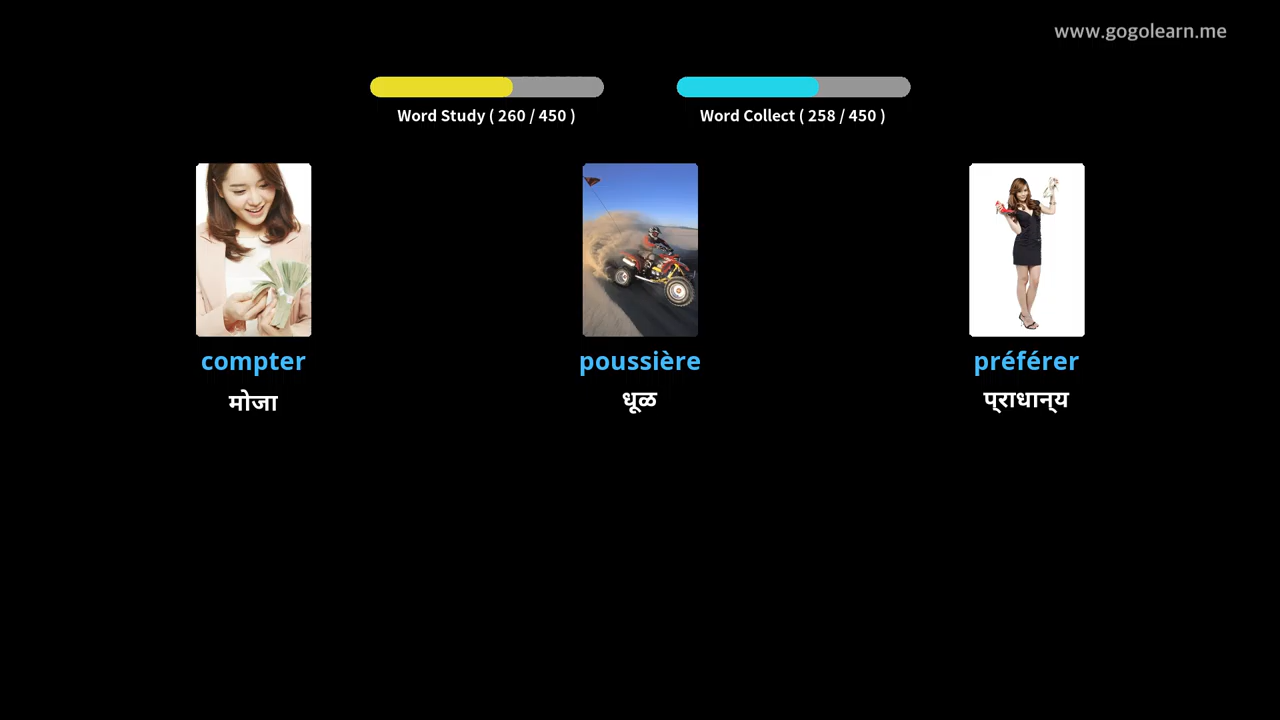 www.gogolearn.me
Word Study ( 260 / 450 )
Word Collect ( 258 / 450 )
compter
poussière
préférer
मोजा
धूळ
प्राधान्य